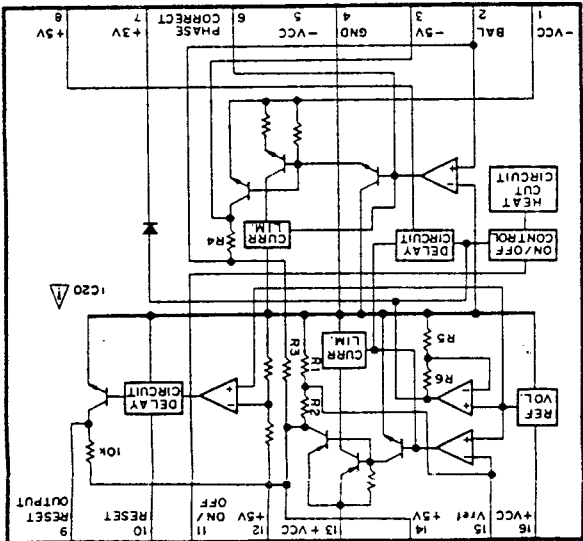 16 +VCC
15 Vref
14 +5V
13 +VCC
12 +5V
11 ON/
OFF
10 RESET
9 RESET
OUTPUT
10k
REF
VOL
R6
R5
CURR
LIM.
R2
R1
R3
DELAY
CIRCUIT
IC20
ON/OFF
CONTROL
DELAY
CIRCUIT
CURR
LIM.
R4
HEAT
CUT
CIRCUIT
1 -VCC
2 BAL
3 -5V
4 GND
5 -VCC
6 PHASE
CORRECT
7 +3V
8 +5V